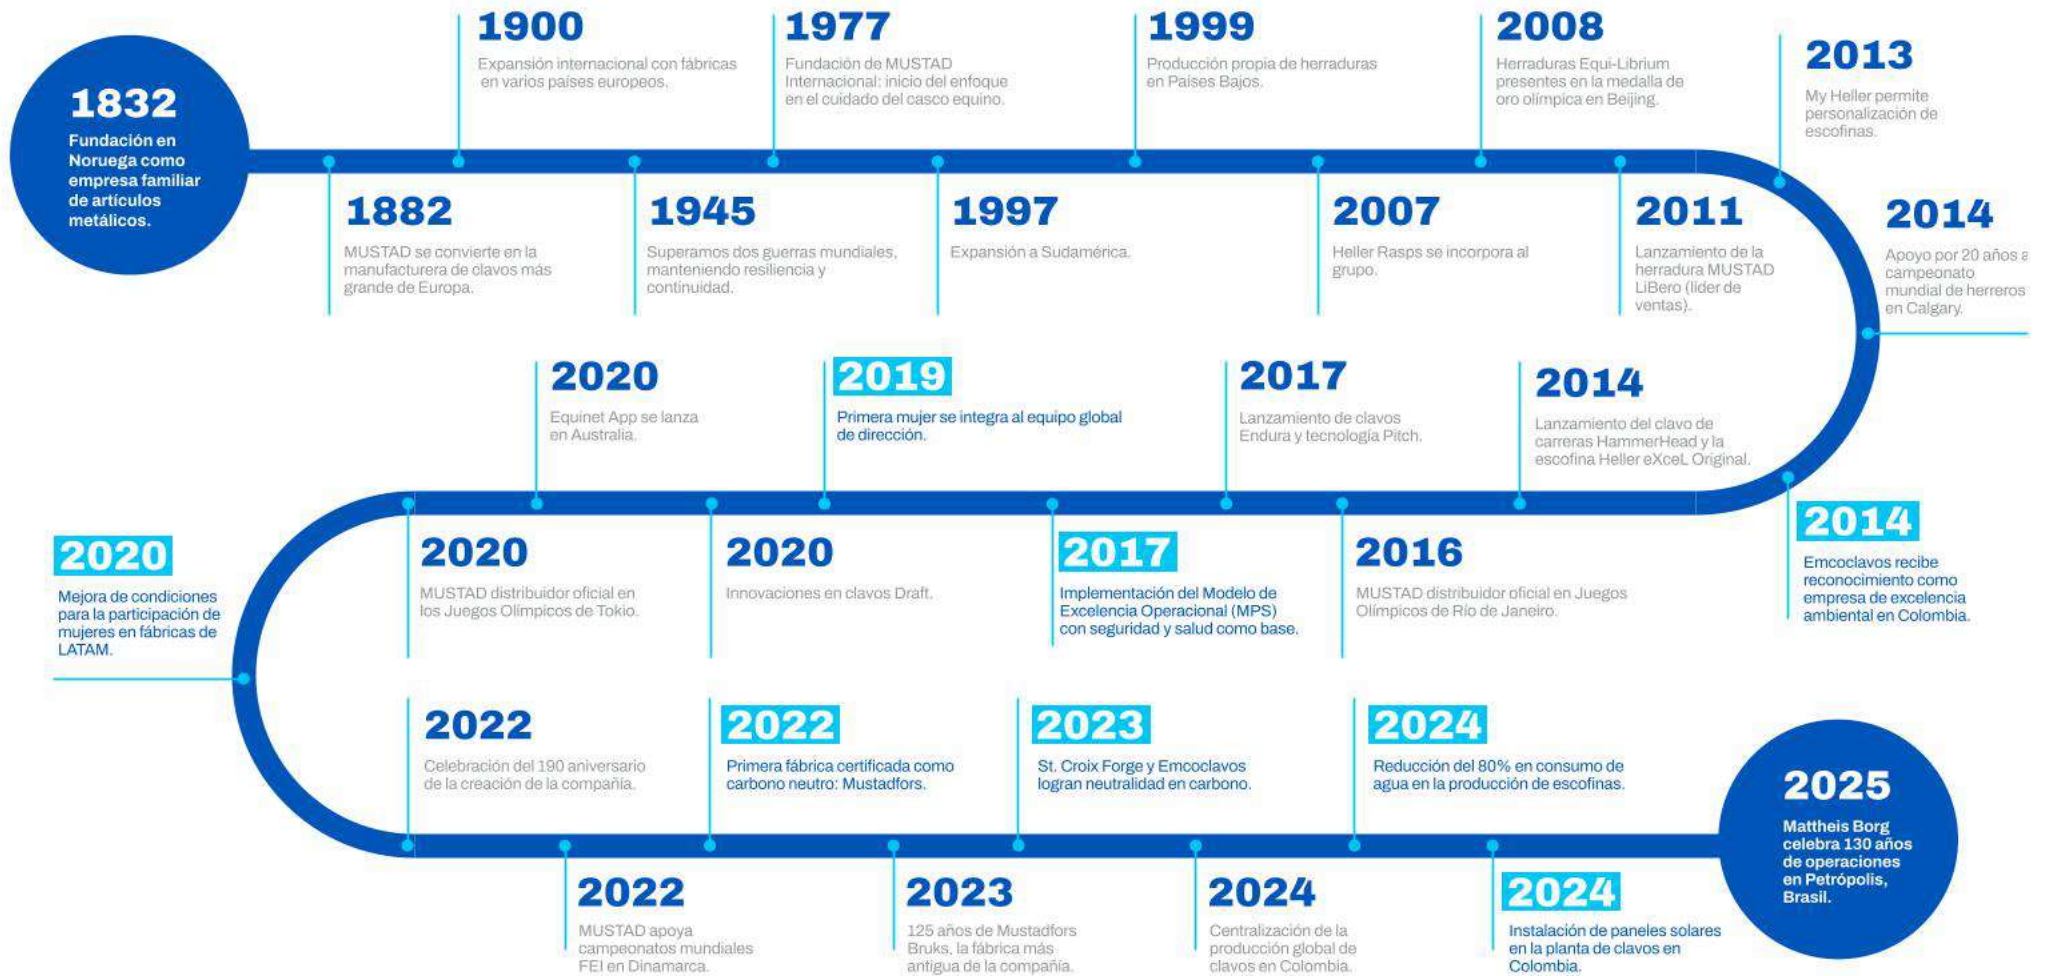 1832
Fundación en
Noruega como
empresa familiar
de artículos
metálicos.
1882
MUSTAD se convierte en la
manufacturera de clavos más
grande de Europa.
1900
Expansión internacional con fábricas
en varios países europeos.
1945
Superamos dos guerras mundiales,
manteniendo resiliencia y
continuidad.
1977
Fundación de MUSTAD
Internacional: inicio del enfoque
en el cuidado del casco equino.
1997
Expansión a Sudamérica.
1999
Producción propia de herraduras
en Países Bajos.
2007
Heller Rasps se incorpora al
grupo.
2008
Herraduras Equi-Librium
presentes en la medalla de
oro olímpica en Beijing.
2011
Lanzamiento de la
herradura MUSTAD
LiBero (líder de
ventas).
2013
My Heller permite
personalización de
escofinas.
2014
Apoyo por 20 años a
campeonato
mundial de herreros
en Calgary.
2014
Emcoclavos recibe
reconocimiento como
empresa de excelencia
ambiental en Colombia.
2014
Lanzamiento del clavo de
carreras HammerHead y la
escofina Heller eXceL Original.
2016
MUSTAD distribuidor oficial en Juegos
Olímpicos de Río de Janeiro.
2017
Lanzamiento de clavos
Endura y tecnología Pitch.
2017
Implementación del Modelo de
Excelencia Operacional (MPS)
con seguridad y salud como base.
2019
Primera mujer se integra al equipo global
de dirección.
2020
Innovaciones en clavos Draft.
2020
Equinet App se lanza
en Australia.
2020
MUSTAD distribuidor oficial en
los Juegos Olímpicos de Tokio.
2020
Mejora de condiciones
para la participación de
mujeres en fábricas de
LATAM.
2022
Celebración del 190 aniversario
de la creación de la compañía.
2022
MUSTAD apoya
campeonatos mundiales
FEI en Dinamarca.
2022
Primera fábrica certificada como
carbono neutro: Mustadfors.
2023
125 años de Mustadfors
Bruks, la fábrica más
antigua de la compañía.
2023
St. Croix Forge y Emcoclavos
logran neutralidad en carbono.
2024
Centralización de la
producción global de
clavos en Colombia.
2024
Reducción del 80% en consumo de
agua en la producción de escofinas.
2024
Instalación de paneles solares
en la planta de clavos en
Colombia.
2025
Mattheis Borg
celebra 130 años
de operaciones
en Petrópolis,
Brasil.